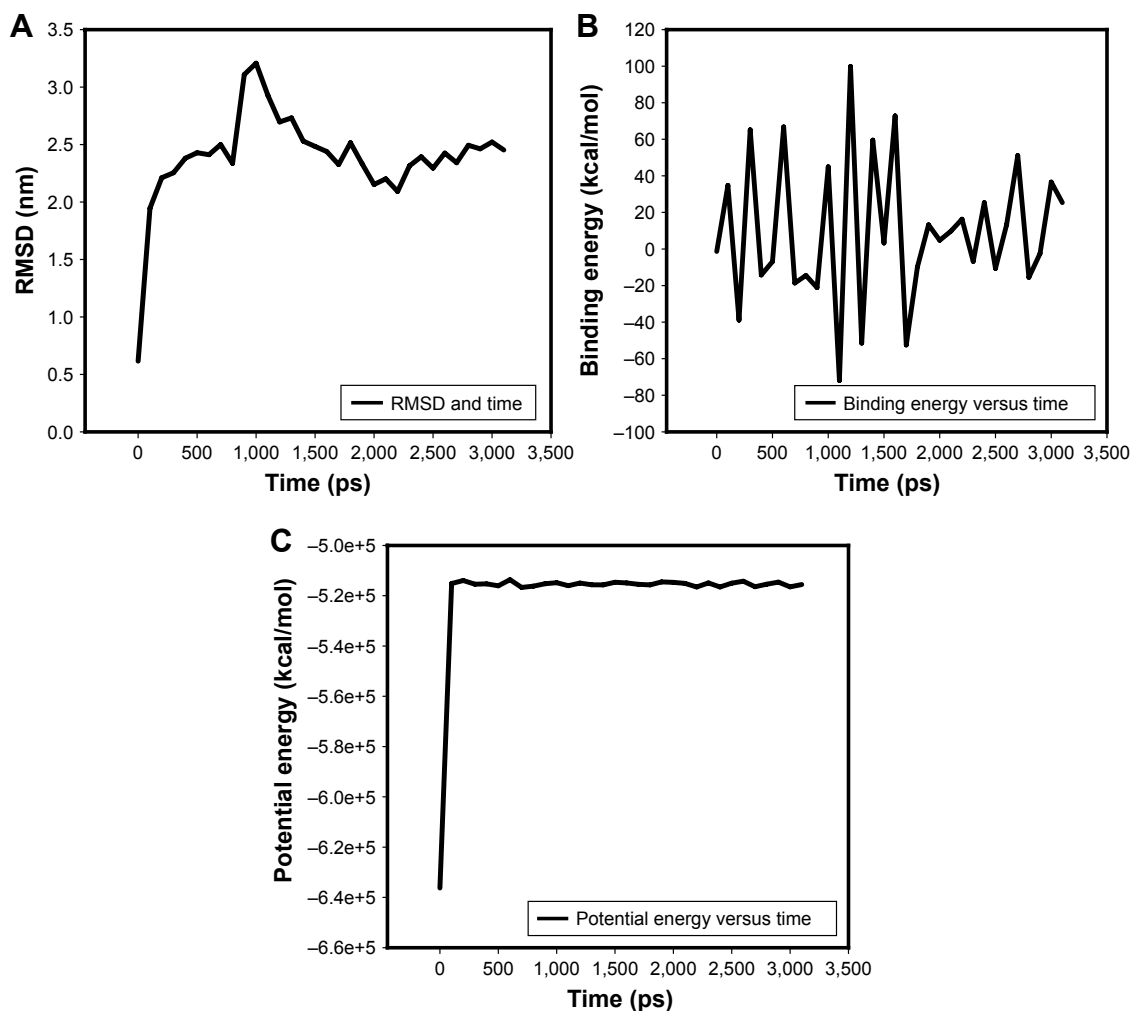 A
RMSD (nm)
3.5
3.0
2.5
2.0
1.5
1.0
0.5
0.0
RMSD and time
0 500 1,000 1,500 2,000 2,500 3,000 3,500
Time (ps)
B
Binding energy (kcal/mol)
120
100
80
60
40
20
0
–20
–40
–60
–80
–100
Binding energy versus time
0 500 1,000 1,500 2,000 2,500 3,000 3,500
Time (ps)
C
Potential energy (kcal/mol)
–5.0e+5
–5.2e+5
–5.4e+5
–5.6e+5
–5.8e+5
–6.0e+5
–6.2e+5
–6.4e+5
–6.6e+5
Potential energy versus time
0 500 1,000 1,500 2,000 2,500 3,000 3,500
Time (ps)